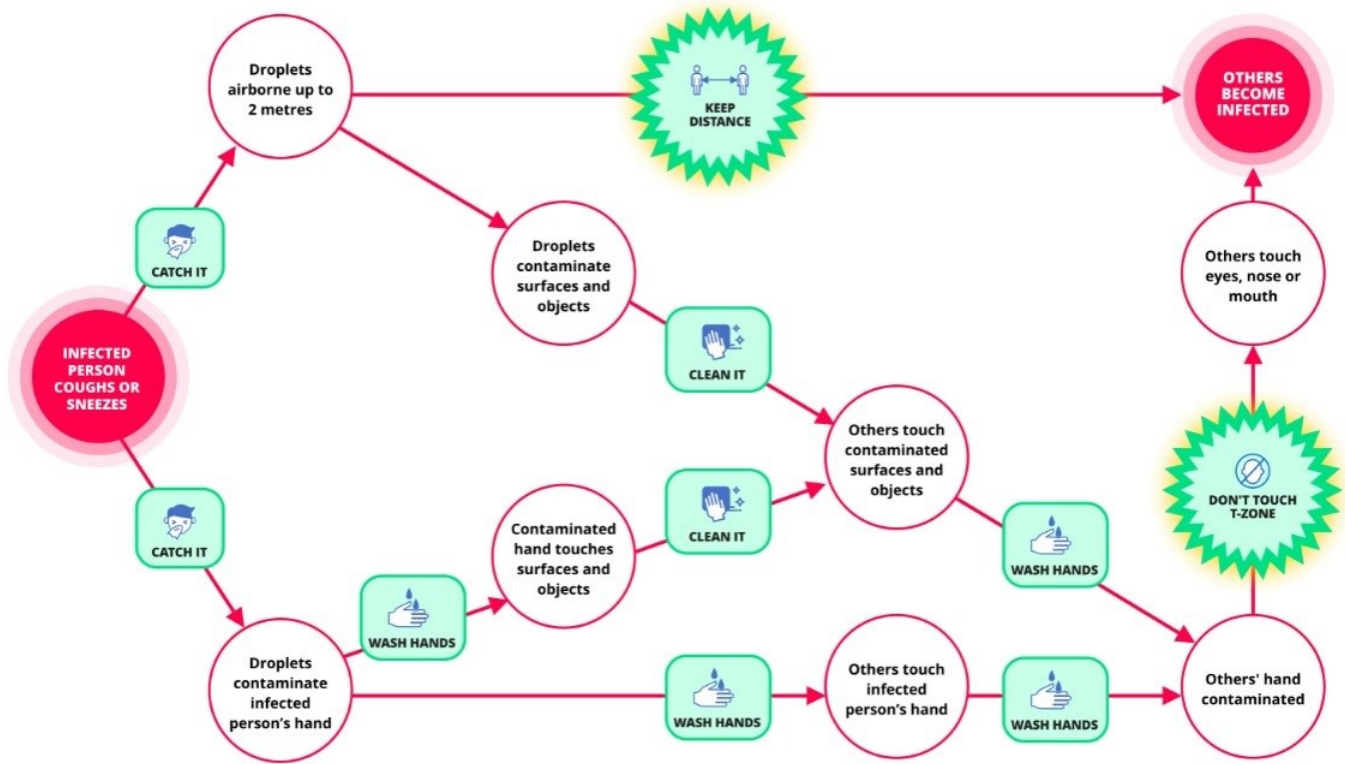 Droplets
airborne up to
2 metres
KEEP
DISTANCE
OTHERS
BECOME
INFECTED
CATCH IT
Droplets
contaminate
surfaces and
objects
Others touch
eyes, nose or
mouth
INFECTED
PERSON
COUGHS OR
SNEEZES
CLEAN IT
Others touch
contaminated
surfaces and
objects
DON'T TOUCH
T-ZONE
CATCH IT
Contaminated
hand touches
surfaces and
objects
CLEAN IT
WASH HANDS
WASH HANDS
Droplets
contaminate
infected
person's hand
WASH HANDS
Others touch
infected
person's hand
WASH HANDS
Others' hand
contaminated